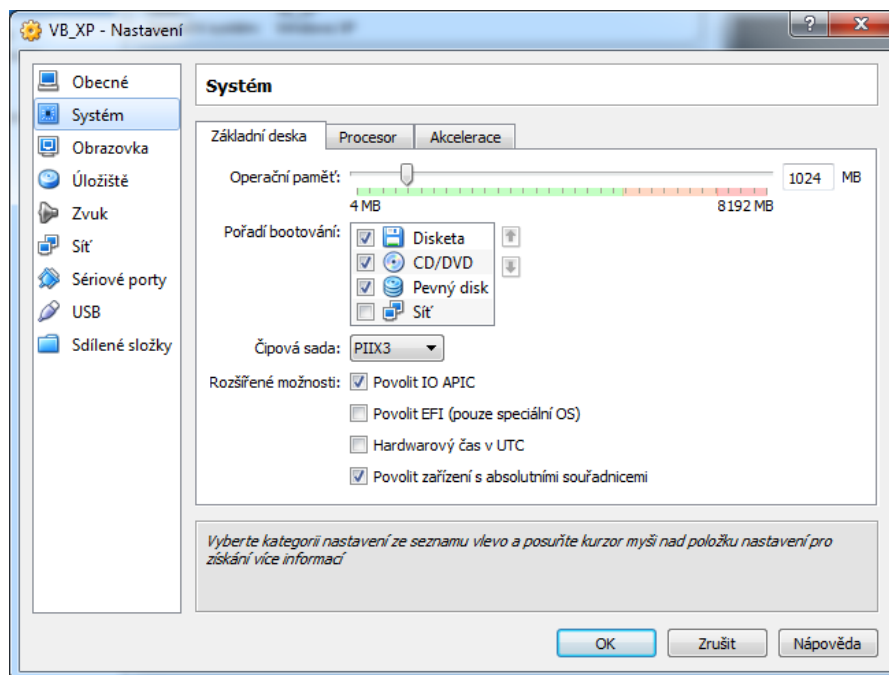 VB_XP - Nastavení
Obecné
Systém
Obrazovka
Úložiště
Zvuk
Síť
Sériové porty
USB
Sdílené složky
Systém
Základní deska Procesor Akcelerace
Operační paměť: 1024 MB
4 MB 8192 MB
Pořadí bootování:
Disketa
CD/DVD
Pevný disk
Síť
Čipová sada: PIIX3
Rozšířené možnosti: Povolit IO APIC
Povolit EFI (pouze speciální OS)
Hardwarový čas v UTC
Povolit zařízení s absolutními souřadnicemi
Vyberte kategorii nastavení ze seznamu vlevo a posuňte kurzor myši nad položku nastavení pro
získání více informací
OK Zrušit Nápověda